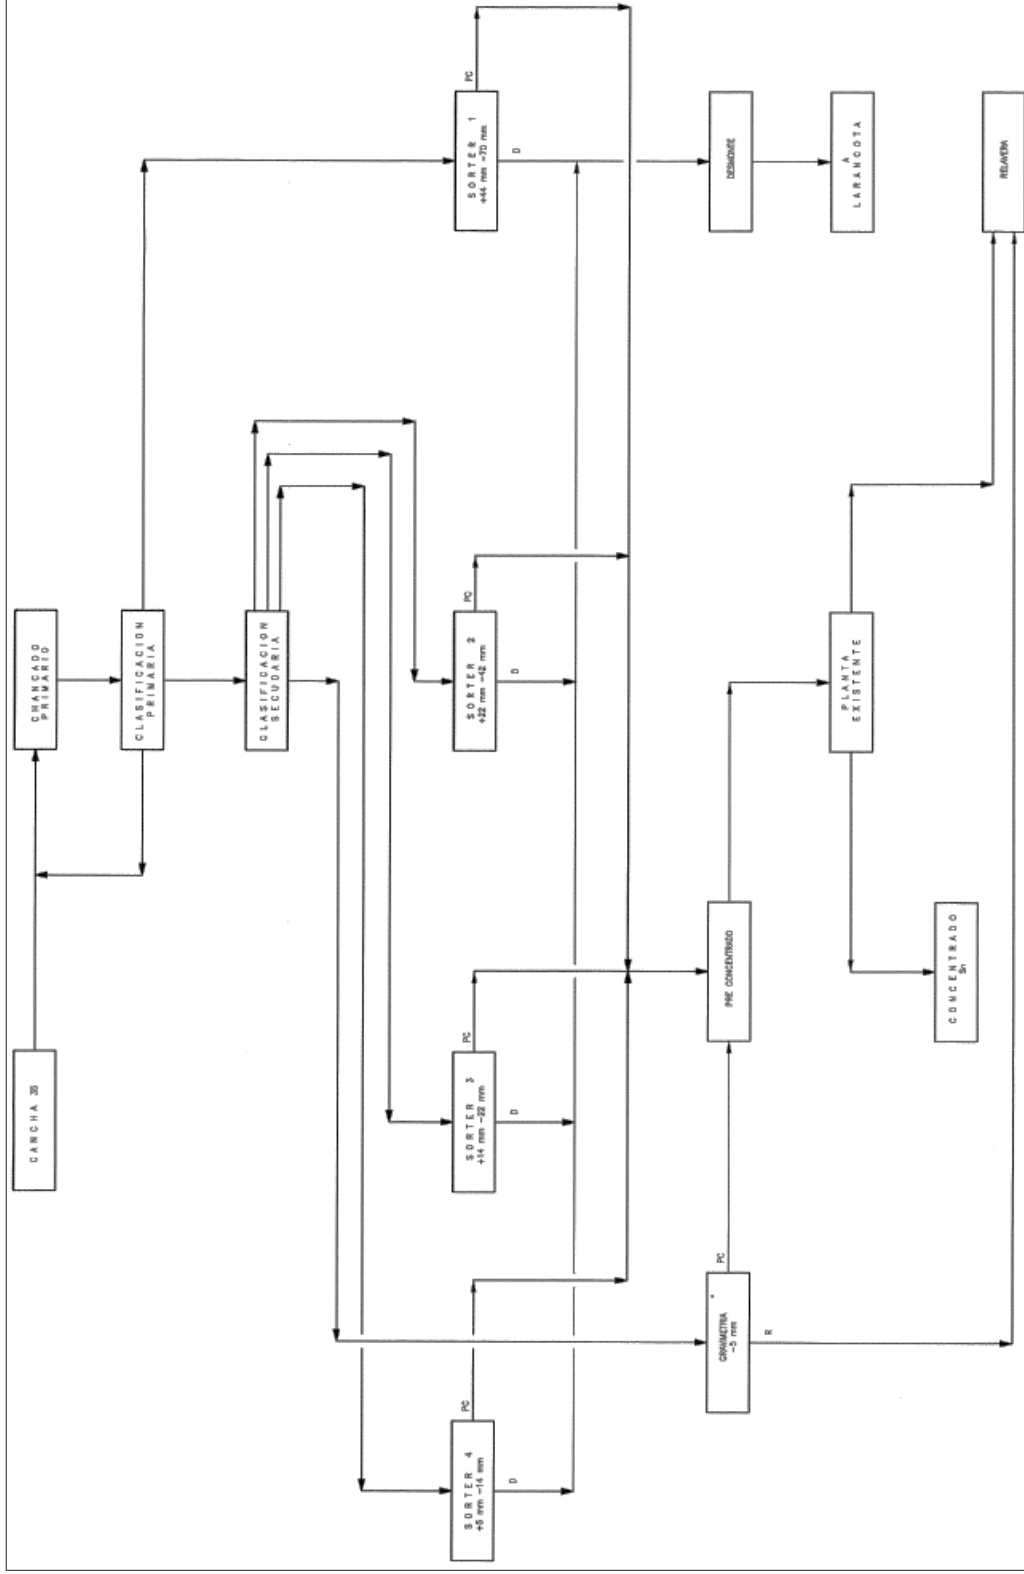 CANCHA 35
CHANCADO
PRIMARIO
CLASIFICACION
PRIMARIA
CLASIFICACION
SECUDARIA
SORTER 4
+5 mm -14 mm
PC
D
SORTER 3
+14 mm -22 mm
PC
D
SORTER 2
+22 mm -42 mm
PC
D
SORTER 1
+44 mm -70 mm
PC
D
GRAVIMETRIA
-5 mm
PC
R
PRE CONCENTRADO
DESMONTE
PLANTA
EXISTENTE
A
LARANCOTA
CONCENTRADO
Sn
RELAVERA